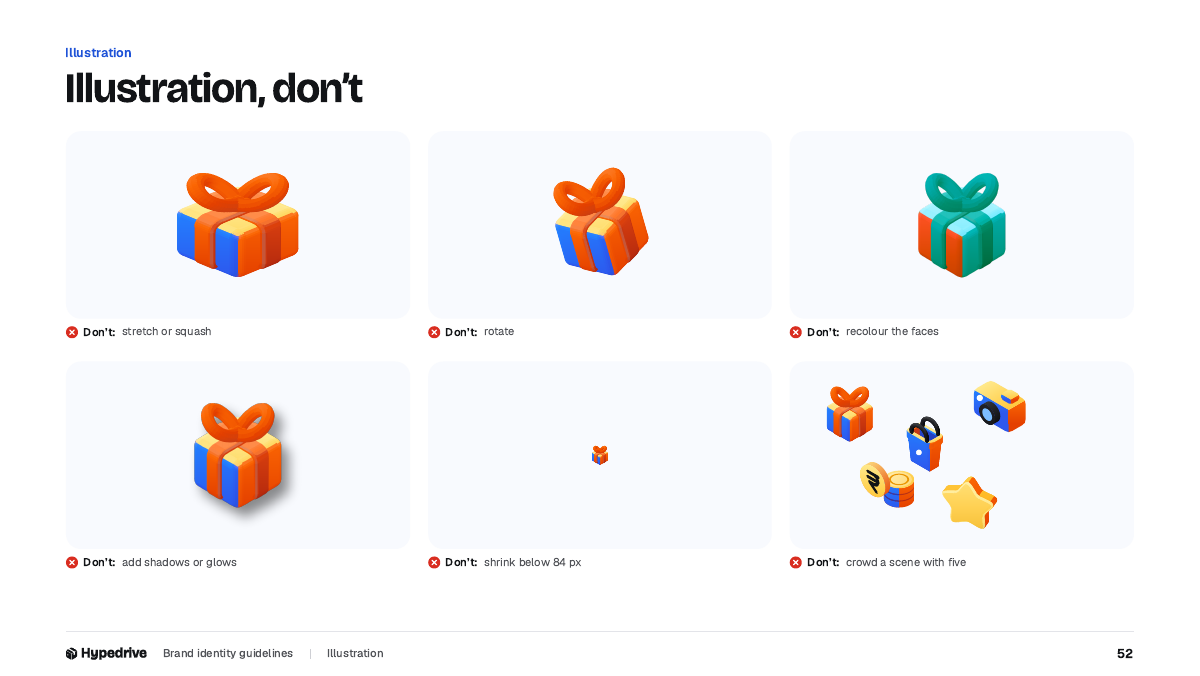 Illustration
Illustration, don’t
Don’t: stretch or squash
Don’t: rotate
Don’t: recolour the faces
₹
Don’t: add shadows or glows
Don’t: shrink below 84 px
Don’t: crowd a scene with five
Hypedrive Brand identity guidelines | Illustration 52